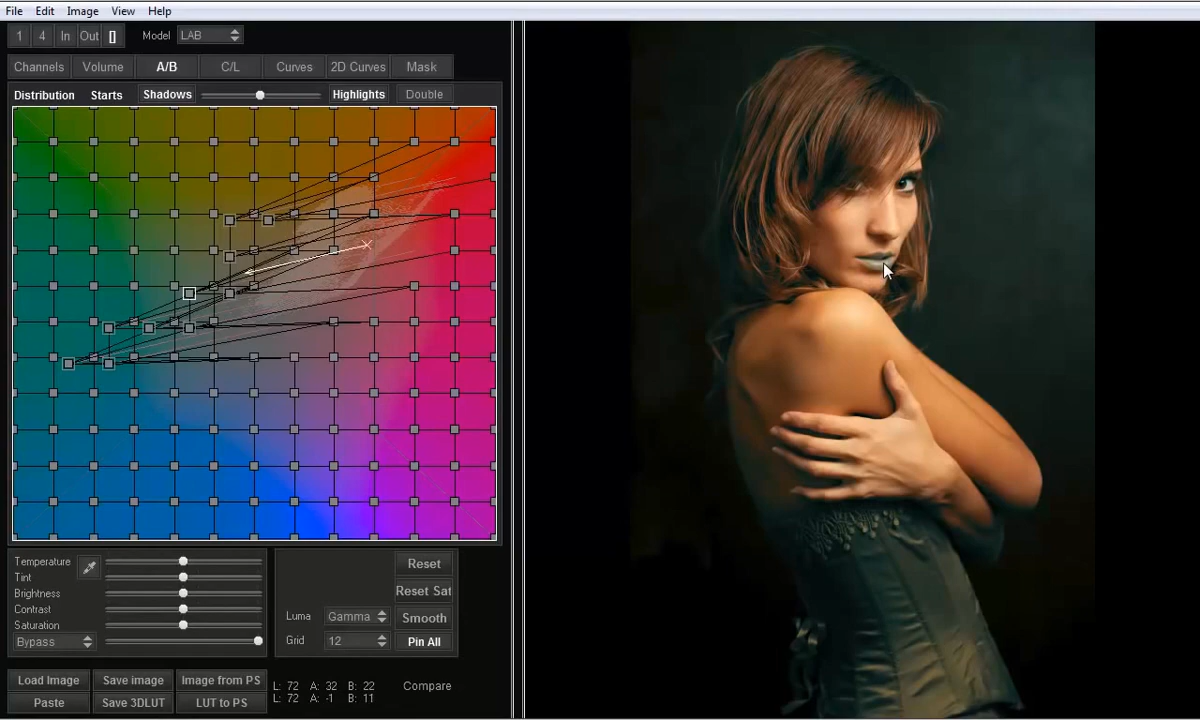 File Edit Image View Help
1 4 In Out [] Model LAB
Channels Volume A/B C/L Curves 2D Curves Mask
Distribution Starts Shadows Highlights Double
Temperature
Tint
Brightness
Contrast
Saturation
Bypass
Reset
Reset Sat
Luma Gamma Smooth
Grid 12 Pin All
Load Image Save image Image from PS
Paste Save 3DLUT LUT to PS
L: 72 A: 32 B: 22
L: 72 A: -1 B: 11
Compare